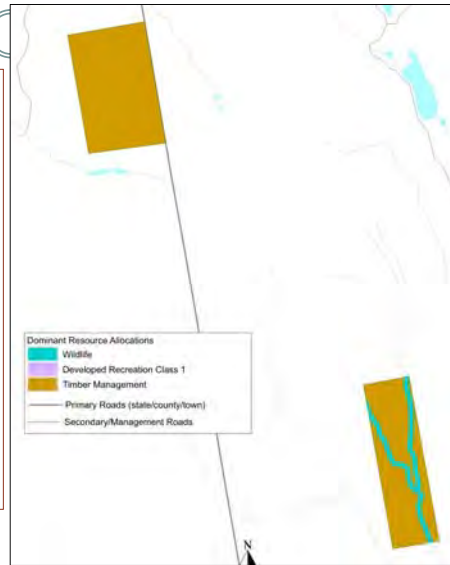 Dominant Resource Allocations
Wildlife
Developed Recreation Class 1
Timber Management
Primary Roads (state/county/town)
Secondary/Management Roads
N